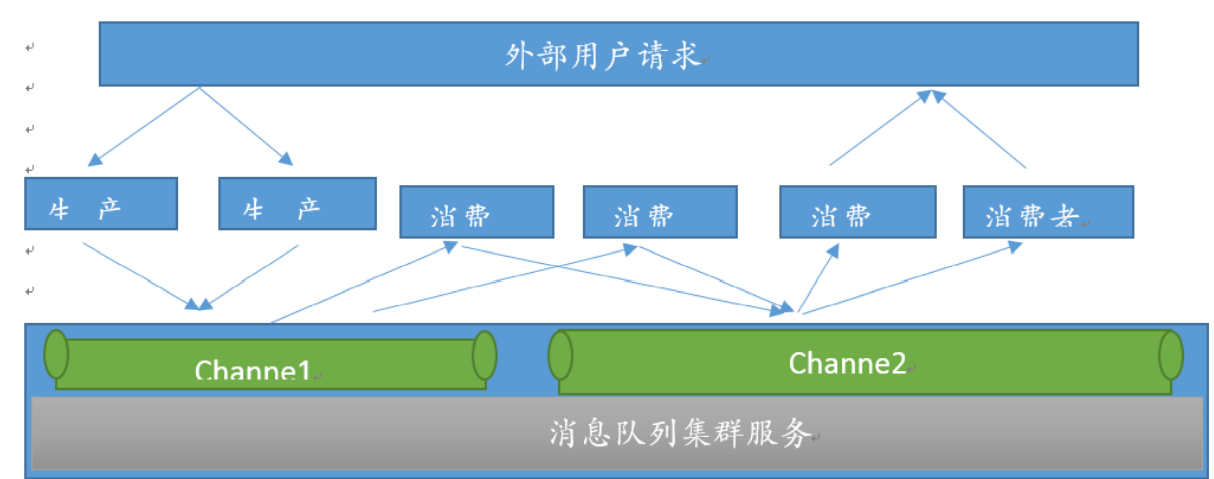 外部用户请求
生 产
生 产
消费
消费
消费
消费者
Channe1
Channe2
消息队列集群服务